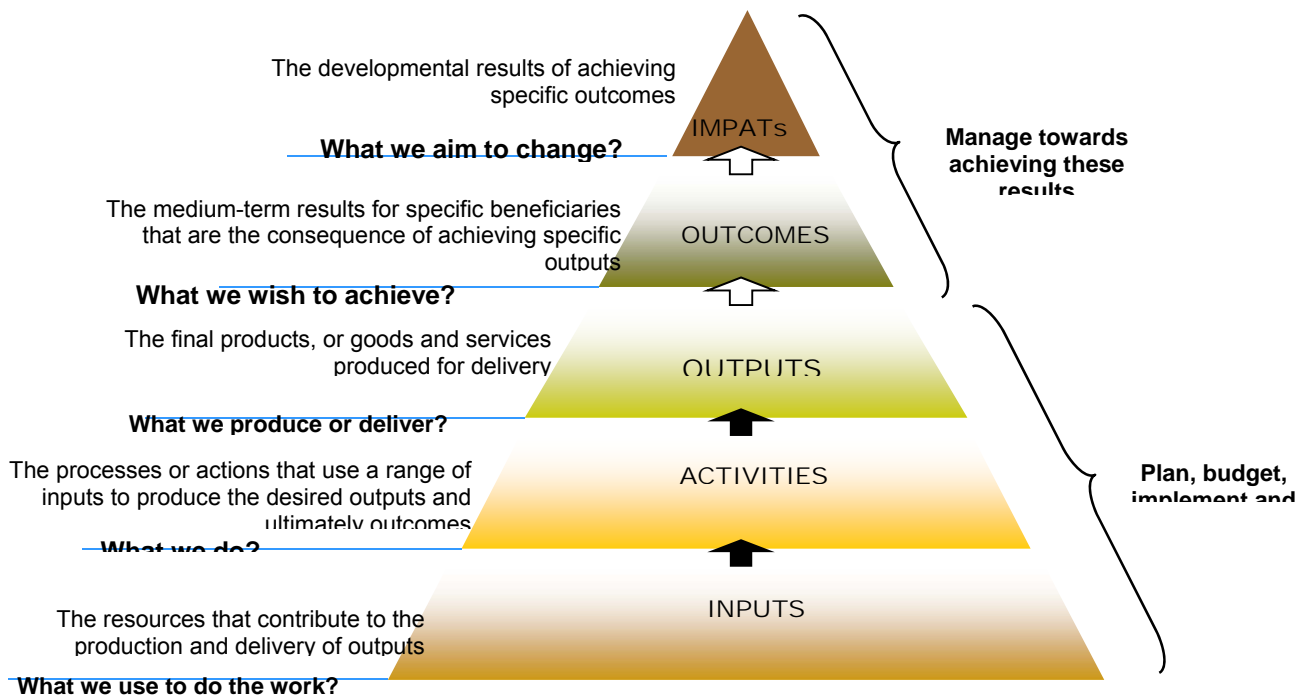 The developmental results of achieving
specific outcomes
IMPATs
What we aim to change?
Manage towards
achieving these
results
The medium-term results for specific beneficiaries
that are the consequence of achieving specific
outputs
OUTCOMES
What we wish to achieve?
The final products, or goods and services
produced for delivery
OUTPUTS
What we produce or deliver?
The processes or actions that use a range of
inputs to produce the desired outputs and
ultimately outcomes
ACTIVITIES
Plan, budget,
implement and
What we do?
The resources that contribute to the
production and delivery of outputs
INPUTS
What we use to do the work?